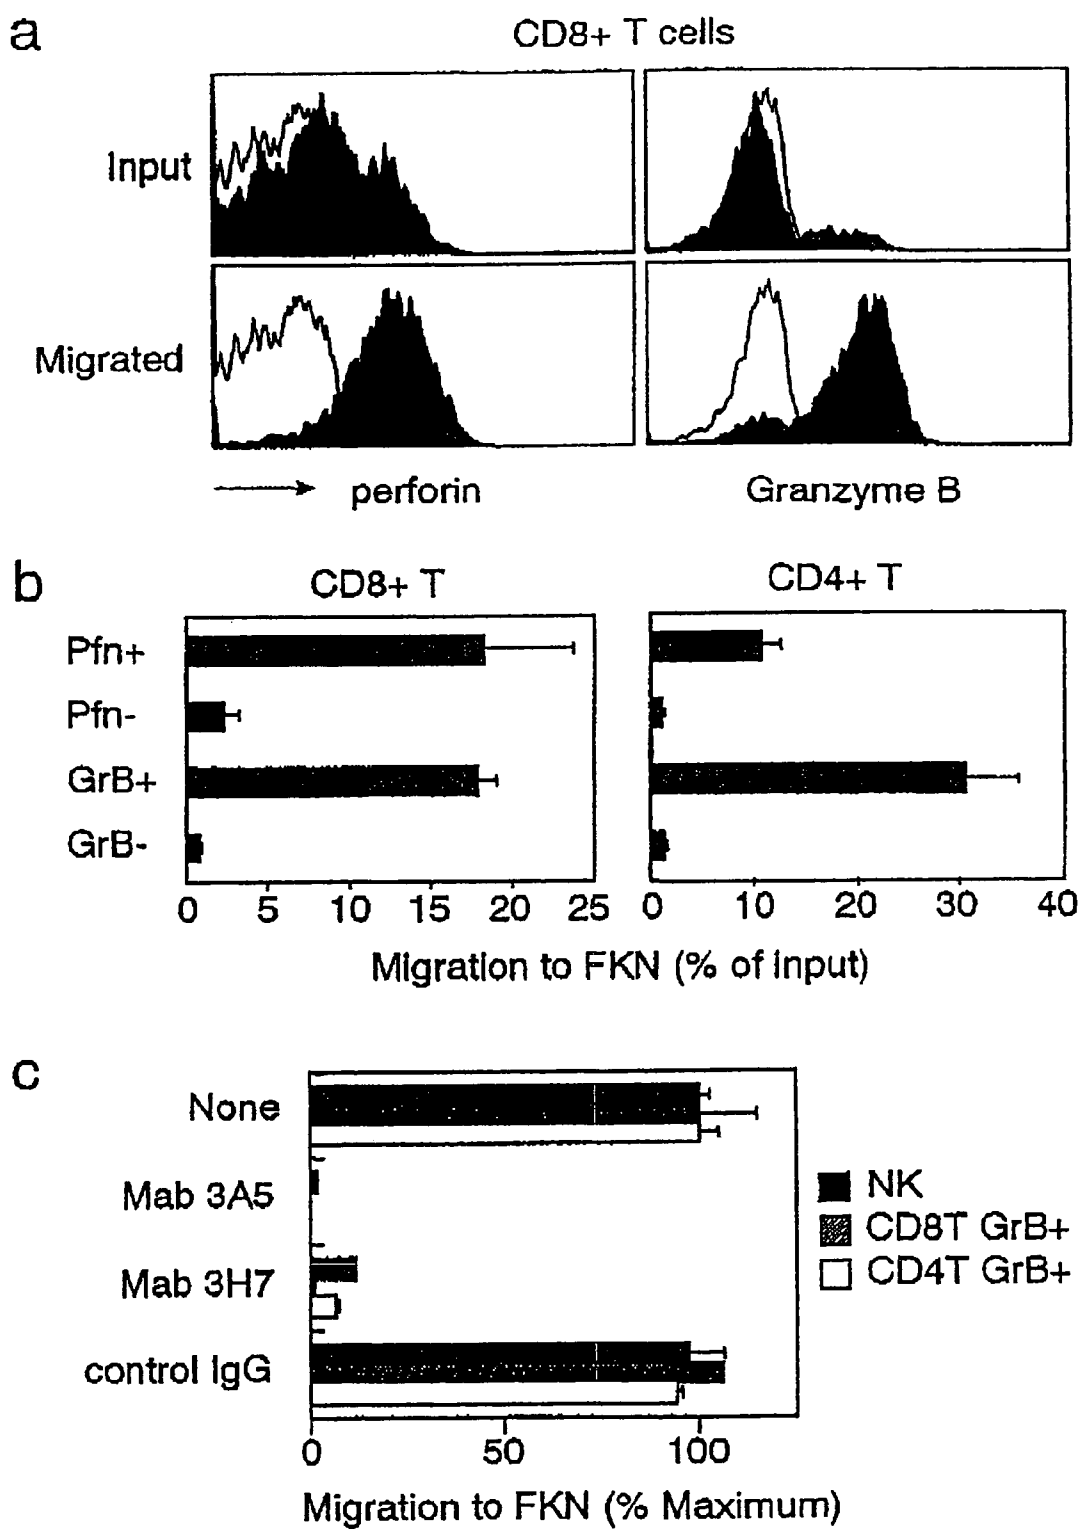 a
CD8+ T cells
Input
Migrated
perforin
Granzyme B
b
CD8+ T
CD4+ T
Pfn+
Pfn-
GrB+
GrB-
0 5 10 15 20 25
0 10 20 30 40
Migration to FKN (% of input)
c
None
Mab 3A5
Mab 3H7
control IgG
NK
CD8T GrB+
CD4T GrB+
0 50 100
Migration to FKN (% Maximum)